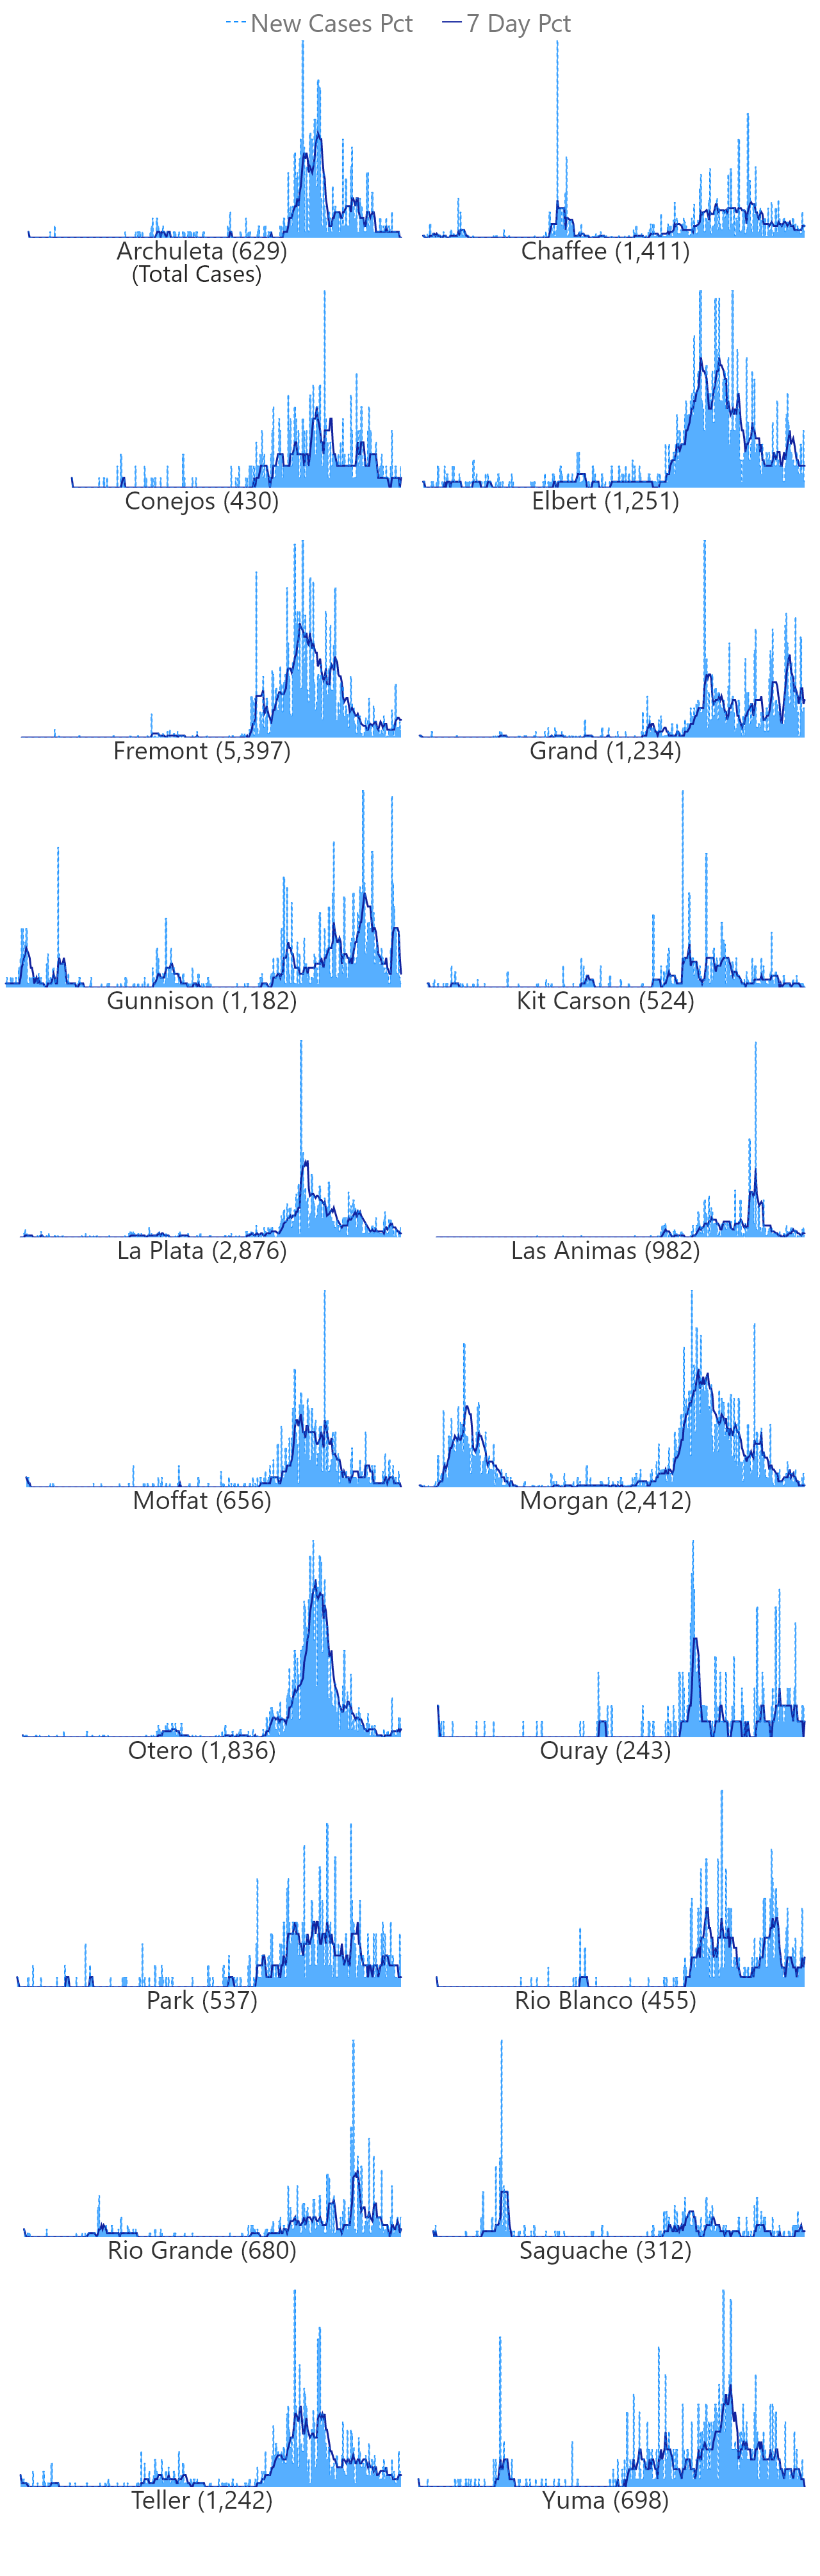 New Cases Pct 7 Day Pct
Archuleta (629)
(Total Cases)
Chaffee (1,411)
Conejos (430)
Elbert (1,251)
Fremont (5,397)
Grand (1,234)
Gunnison (1,182)
Kit Carson (524)
La Plata (2,876)
Las Animas (982)
Moffat (656)
Morgan (2,412)
Otero (1,836)
Ouray (243)
Park (537)
Rio Blanco (455)
Rio Grande (680)
Saguache (312)
Teller (1,242)
Yuma (698)